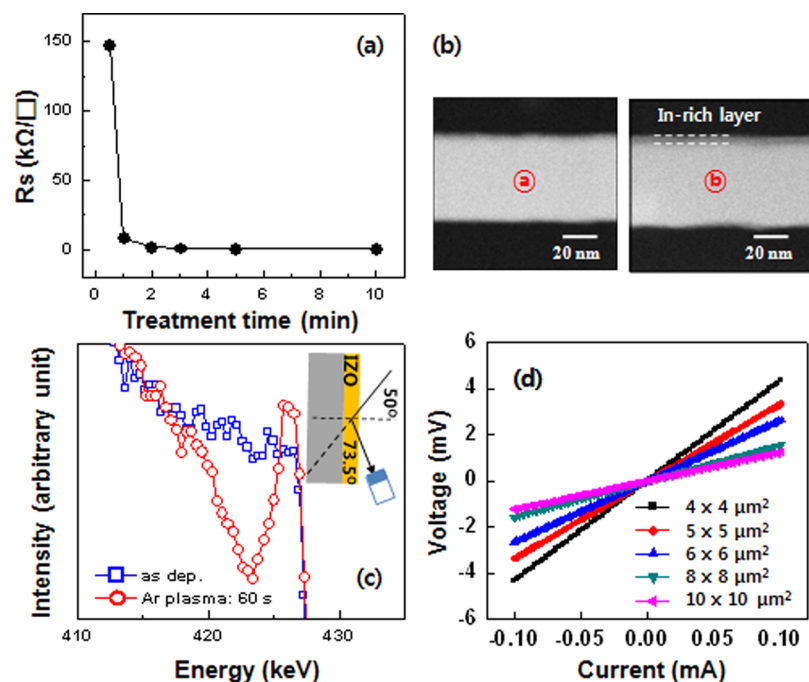 (a)
Rs (kΩ/□)
150
100
50
0
0 2 4 6 8 10
Treatment time (min)
(b)
In-rich layer
ⓐ
ⓑ
20 nm
20 nm
Intensity (arbitrary unit)
IZO
50º
73.5º
as dep.
Ar plasma: 60 s
(c)
410 420 430
Energy (keV)
(d)
Voltage (mV)
6
4
2
0
-2
-4
-6
4 x 4 μm²
5 x 5 μm²
6 x 6 μm²
8 x 8 μm²
10 x 10 μm²
-0.10 -0.05 0.00 0.05 0.10
Current (mA)